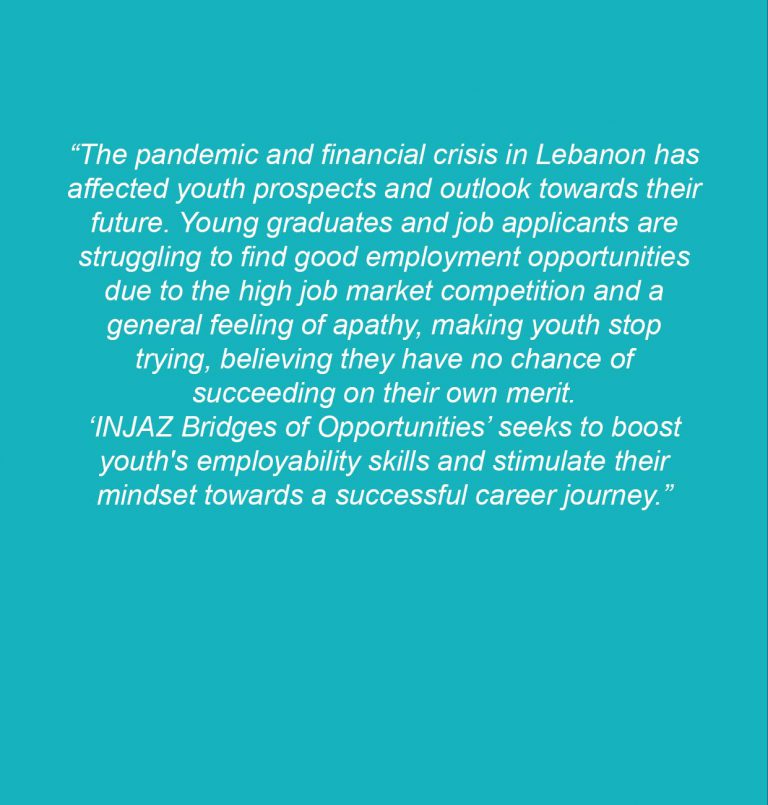 “The pandemic and financial crisis in Lebanon has
affected youth prospects and outlook towards their
future. Young graduates and job applicants are
struggling to find good employment opportunities
due to the high job market competition and a
general feeling of apathy, making youth stop
trying, believing they have no chance of
succeeding on their own merit.
‘INJAZ Bridges of Opportunities’ seeks to boost
youth's employability skills and stimulate their
mindset towards a successful career journey.”